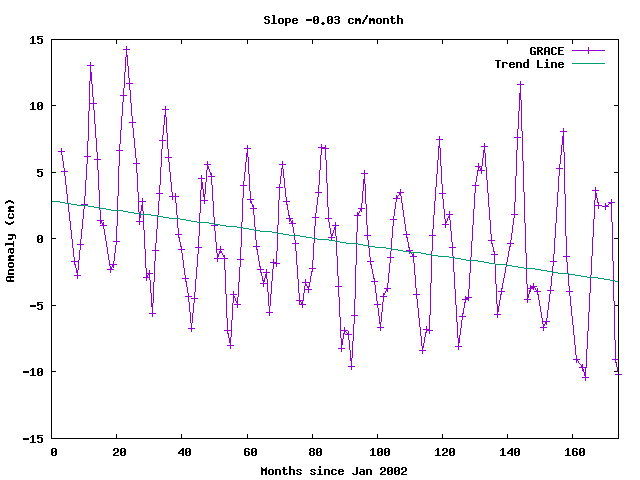 Slope -0.03 cm/month
GRACE
Trend Line
15
10
5
0
-5
-10
-15
Anomaly (cm)
0 20 40 60 80 100 120 140 160
Months since Jan 2002